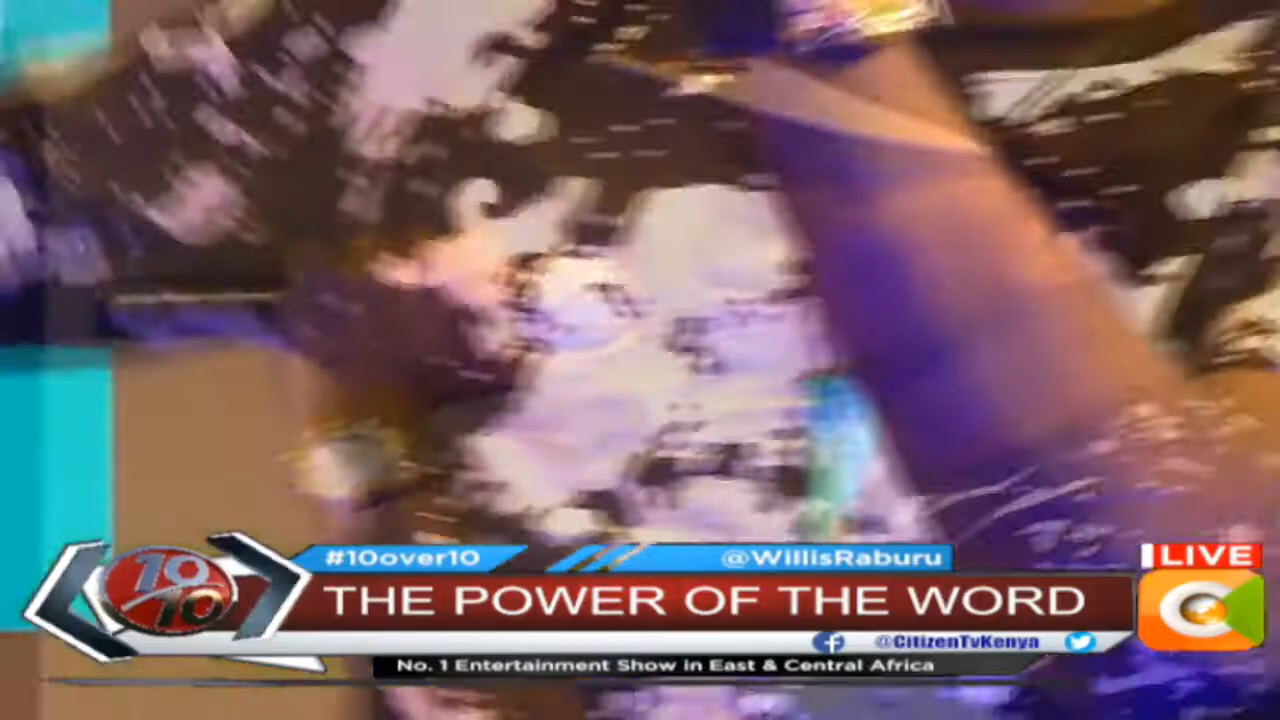 #10over10
@WillisRaburu
LIVE
10
10
THE POWER OF THE WORD
@CitizenTvKenya
No. 1 Entertainment Show in East & Central Africa